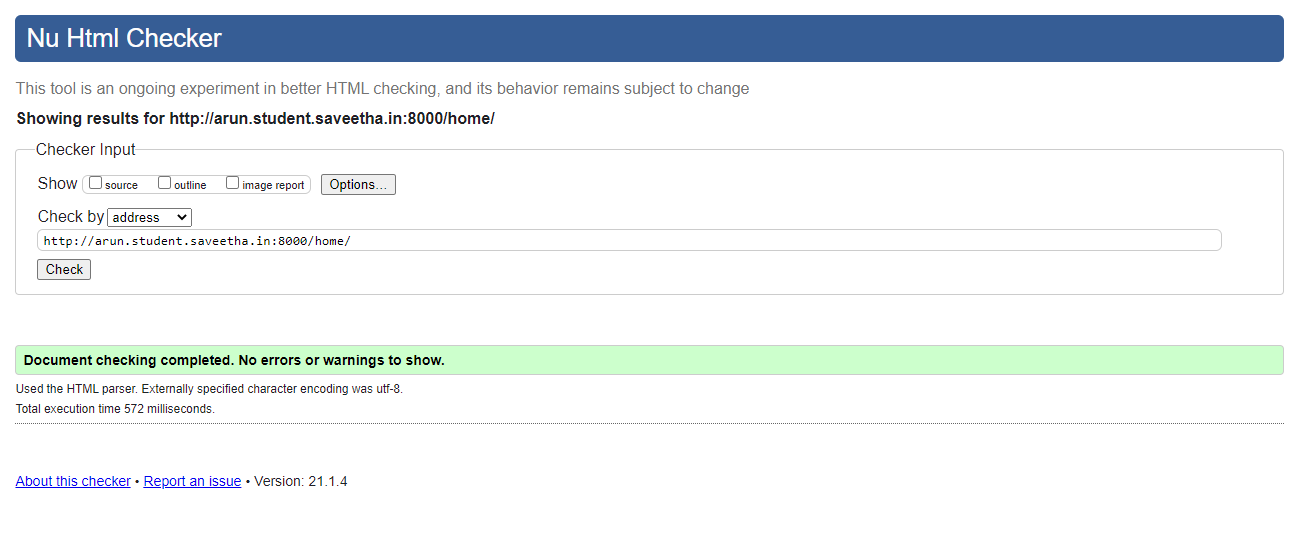 Nu Html Checker
This tool is an ongoing experiment in better HTML checking, and its behavior remains subject to change
Showing results for http://arun.student.saveetha.in:8000/home/
Checker Input
Show source outline image report Options...
Check by address
http://arun.student.saveetha.in:8000/home/
Check
Document checking completed. No errors or warnings to show.
Used the HTML parser. Externally specified character encoding was utf-8.
Total execution time 572 milliseconds.
About this checker • Report an issue • Version: 21.1.4